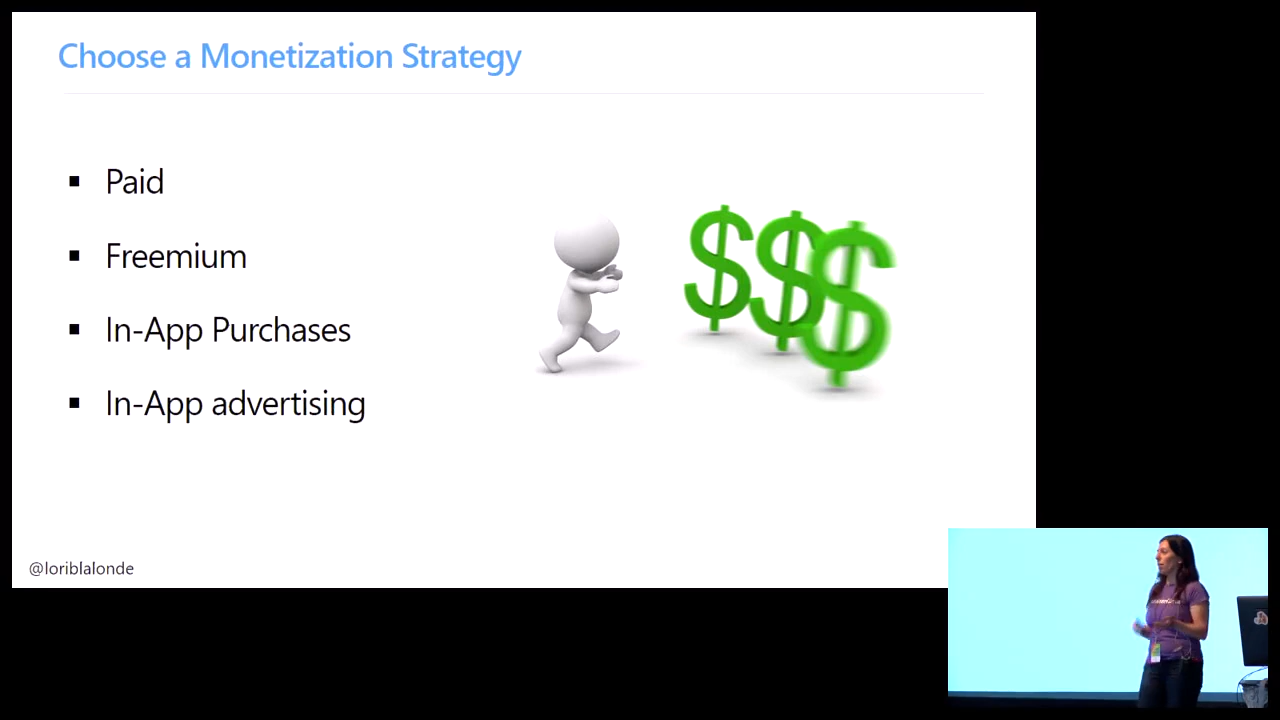 Choose a Monetization Strategy
▪ Paid
▪ Freemium
▪ In-App Purchases
▪ In-App advertising
$$$
@loriblalonde